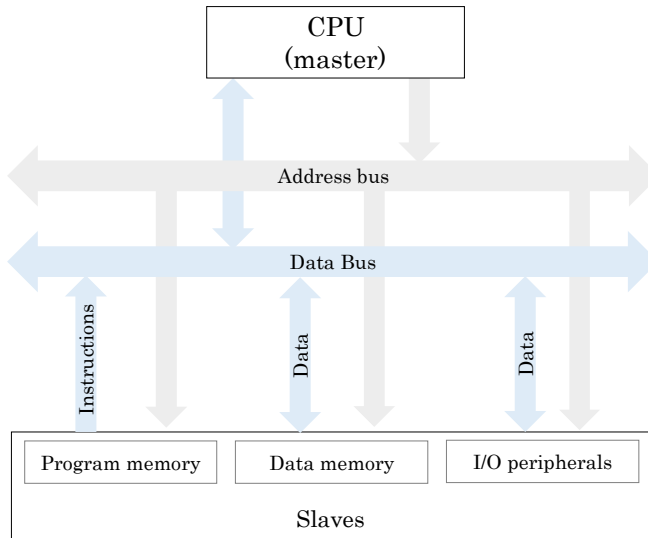 CPU
(master)
Address bus
Data Bus
Instructions
Data
Data
Program memory
Data memory
I/O peripherals
Slaves